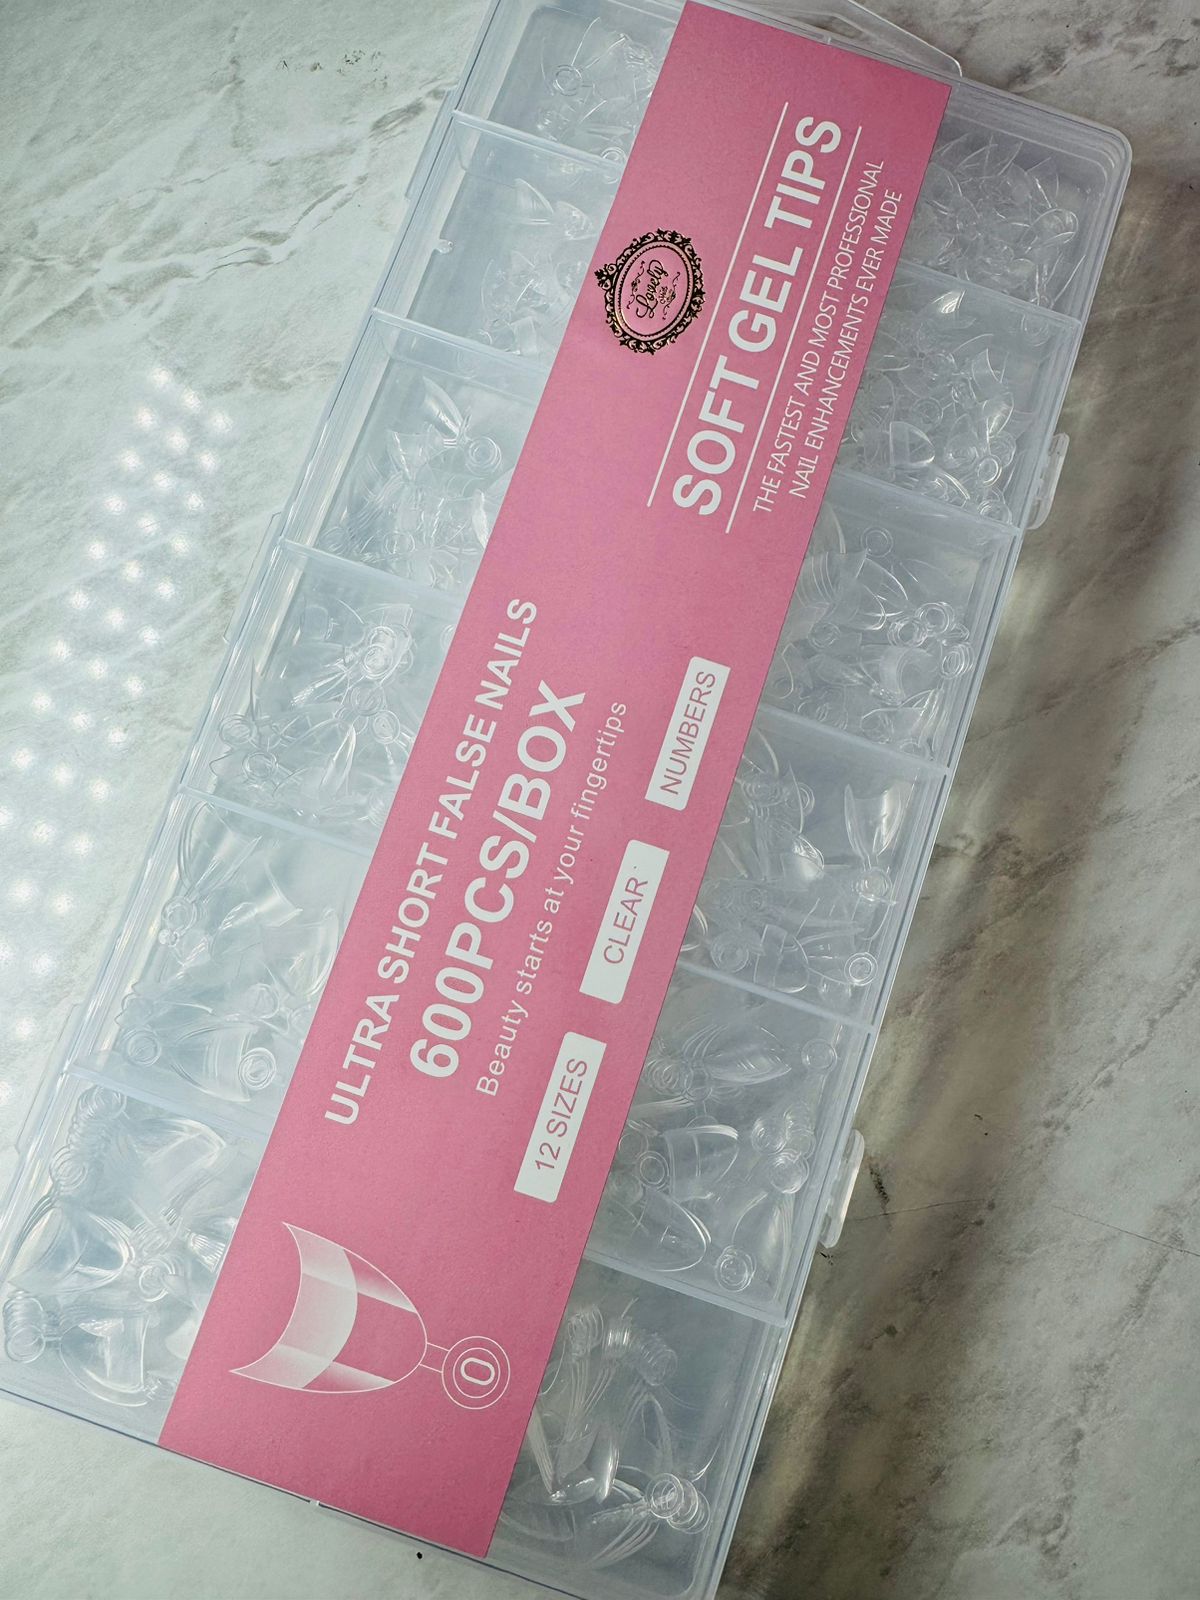 Lovely
SOFT GEL TIPS
THE FASTEST AND MOST PROFESSIONAL
NAIL ENHANCEMENTS EVER MADE
ULTRA SHORT FALSE NAILS
600PCS/BOX
Beauty starts at your fingertips
12 SIZES
CLEAR
NUMBERS
0